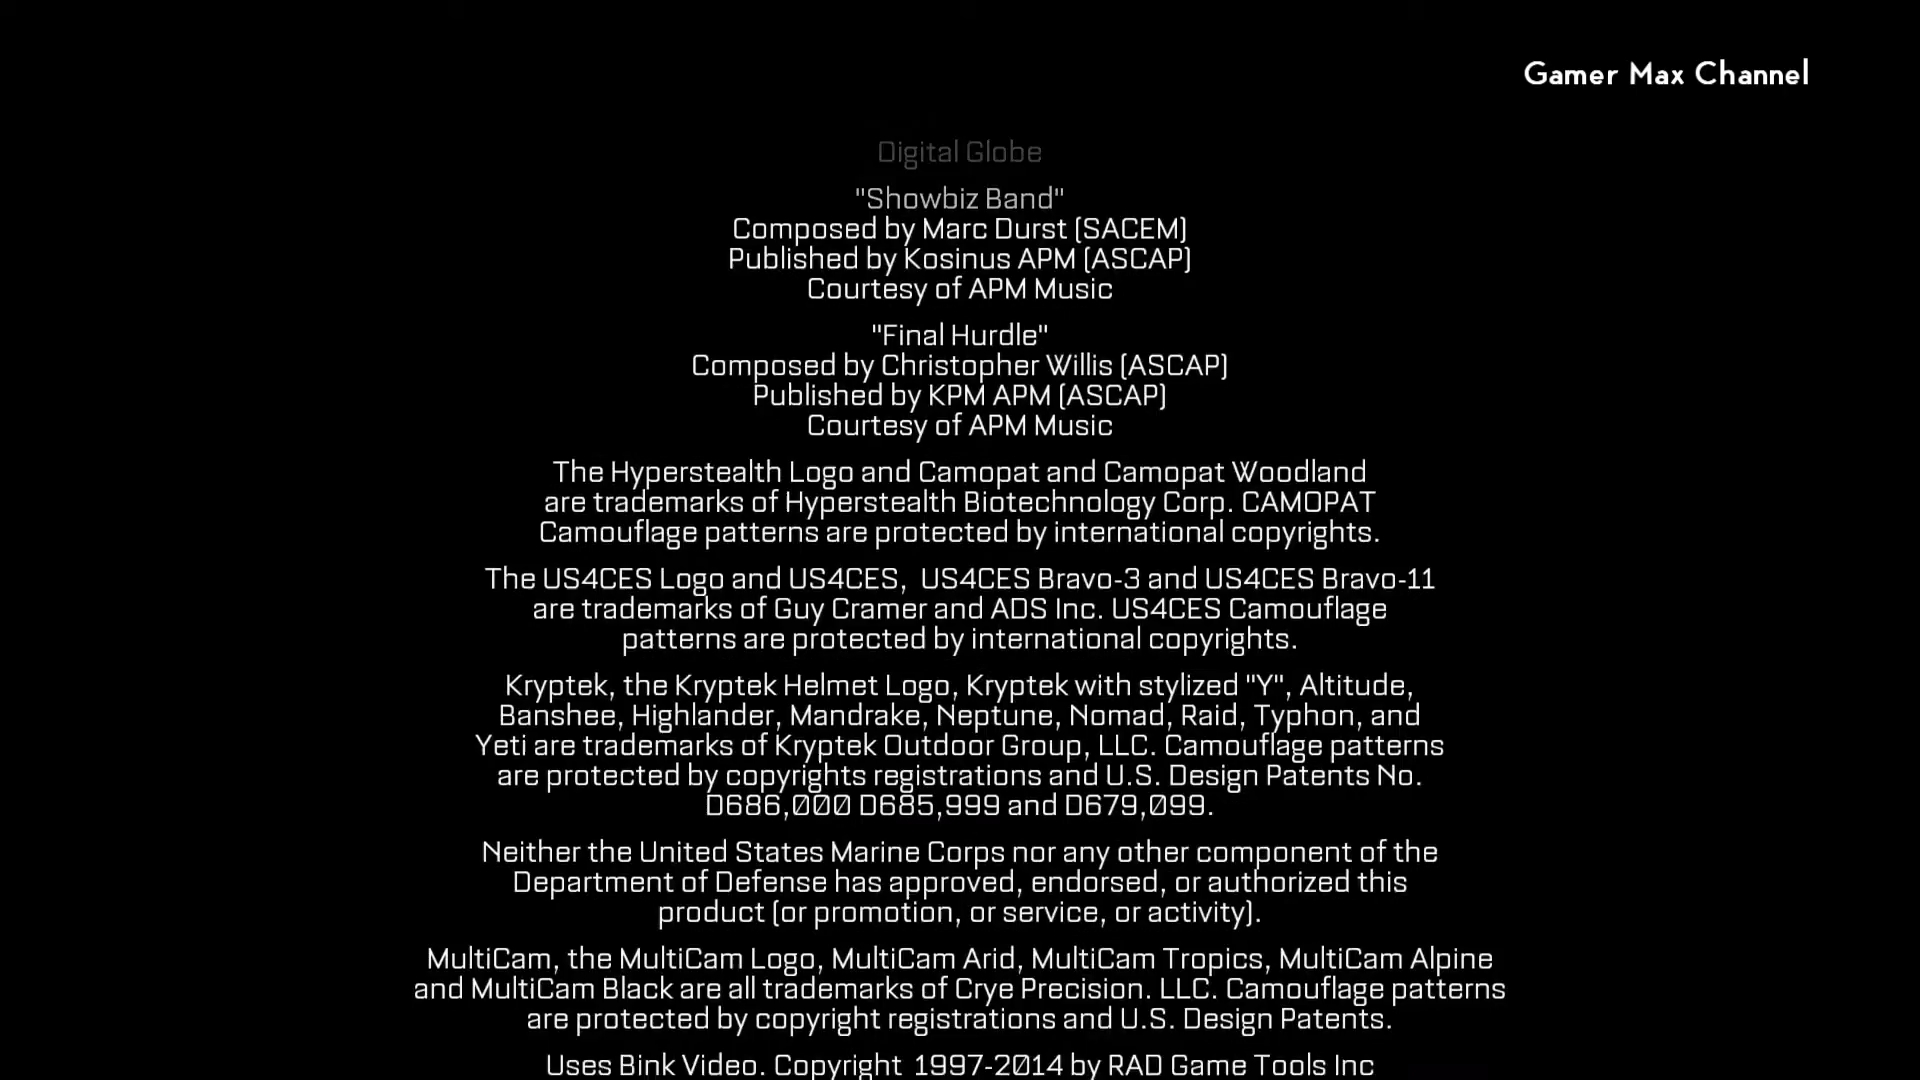 Gamer Max Channel
Digital Globe
"Showbiz Band"
Composed by Marc Durst (SACEM)
Published by Kosinus APM (ASCAP)
Courtesy of APM Music
"Final Hurdle"
Composed by Christopher Willis (ASCAP)
Published by KPM APM (ASCAP)
Courtesy of APM Music
The Hyperstealth Logo and Camopat and Camopat Woodland
are trademarks of Hyperstealth Biotechnology Corp. CAMOPAT
Camouflage patterns are protected by international copyrights.
The US4CES Logo and US4CES,  US4CES Bravo-3 and US4CES Bravo-11
are trademarks of Guy Cramer and ADS Inc. US4CES Camouflage
patterns are protected by international copyrights.
Kryptek, the Kryptek Helmet Logo, Kryptek with stylized "Y", Altitude,
Banshee, Highlander, Mandrake, Neptune, Nomad, Raid, Typhon, and
Yeti are trademarks of Kryptek Outdoor Group, LLC. Camouflage patterns
are protected by copyrights registrations and U.S. Design Patents No.
D686,000 D685,999 and D679,099.
Neither the United States Marine Corps nor any other component of the
Department of Defense has approved, endorsed, or authorized this
product (or promotion, or service, or activity).
MultiCam, the MultiCam Logo, MultiCam Arid, MultiCam Tropics, MultiCam Alpine
and MultiCam Black are all trademarks of Crye Precision. LLC. Camouflage patterns
are protected by copyright registrations and U.S. Design Patents.
Uses Bink Video. Copyright  1997-2014 by RAD Game Tools Inc